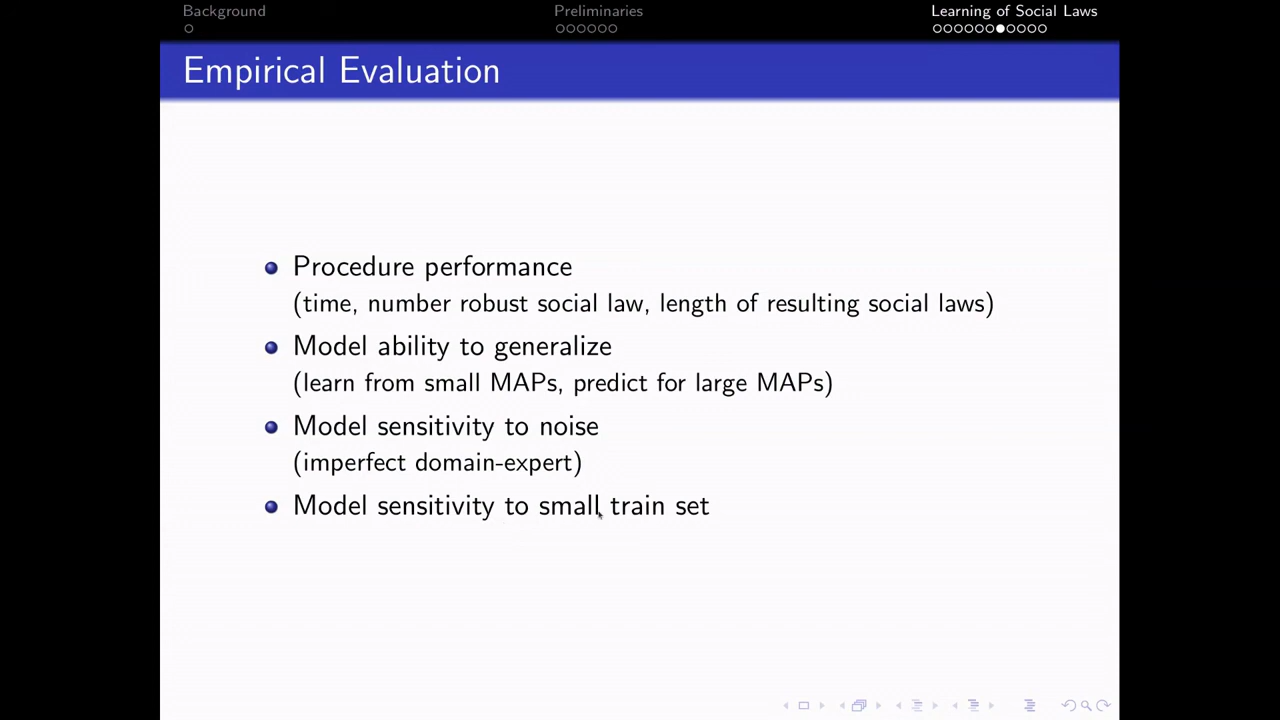 Background
Preliminaries
Learning of Social Laws
Empirical Evaluation
Procedure performance
(time, number robust social law, length of resulting social laws)
Model ability to generalize
(learn from small MAPs, predict for large MAPs)
Model sensitivity to noise
(imperfect domain-expert)
Model sensitivity to small train set